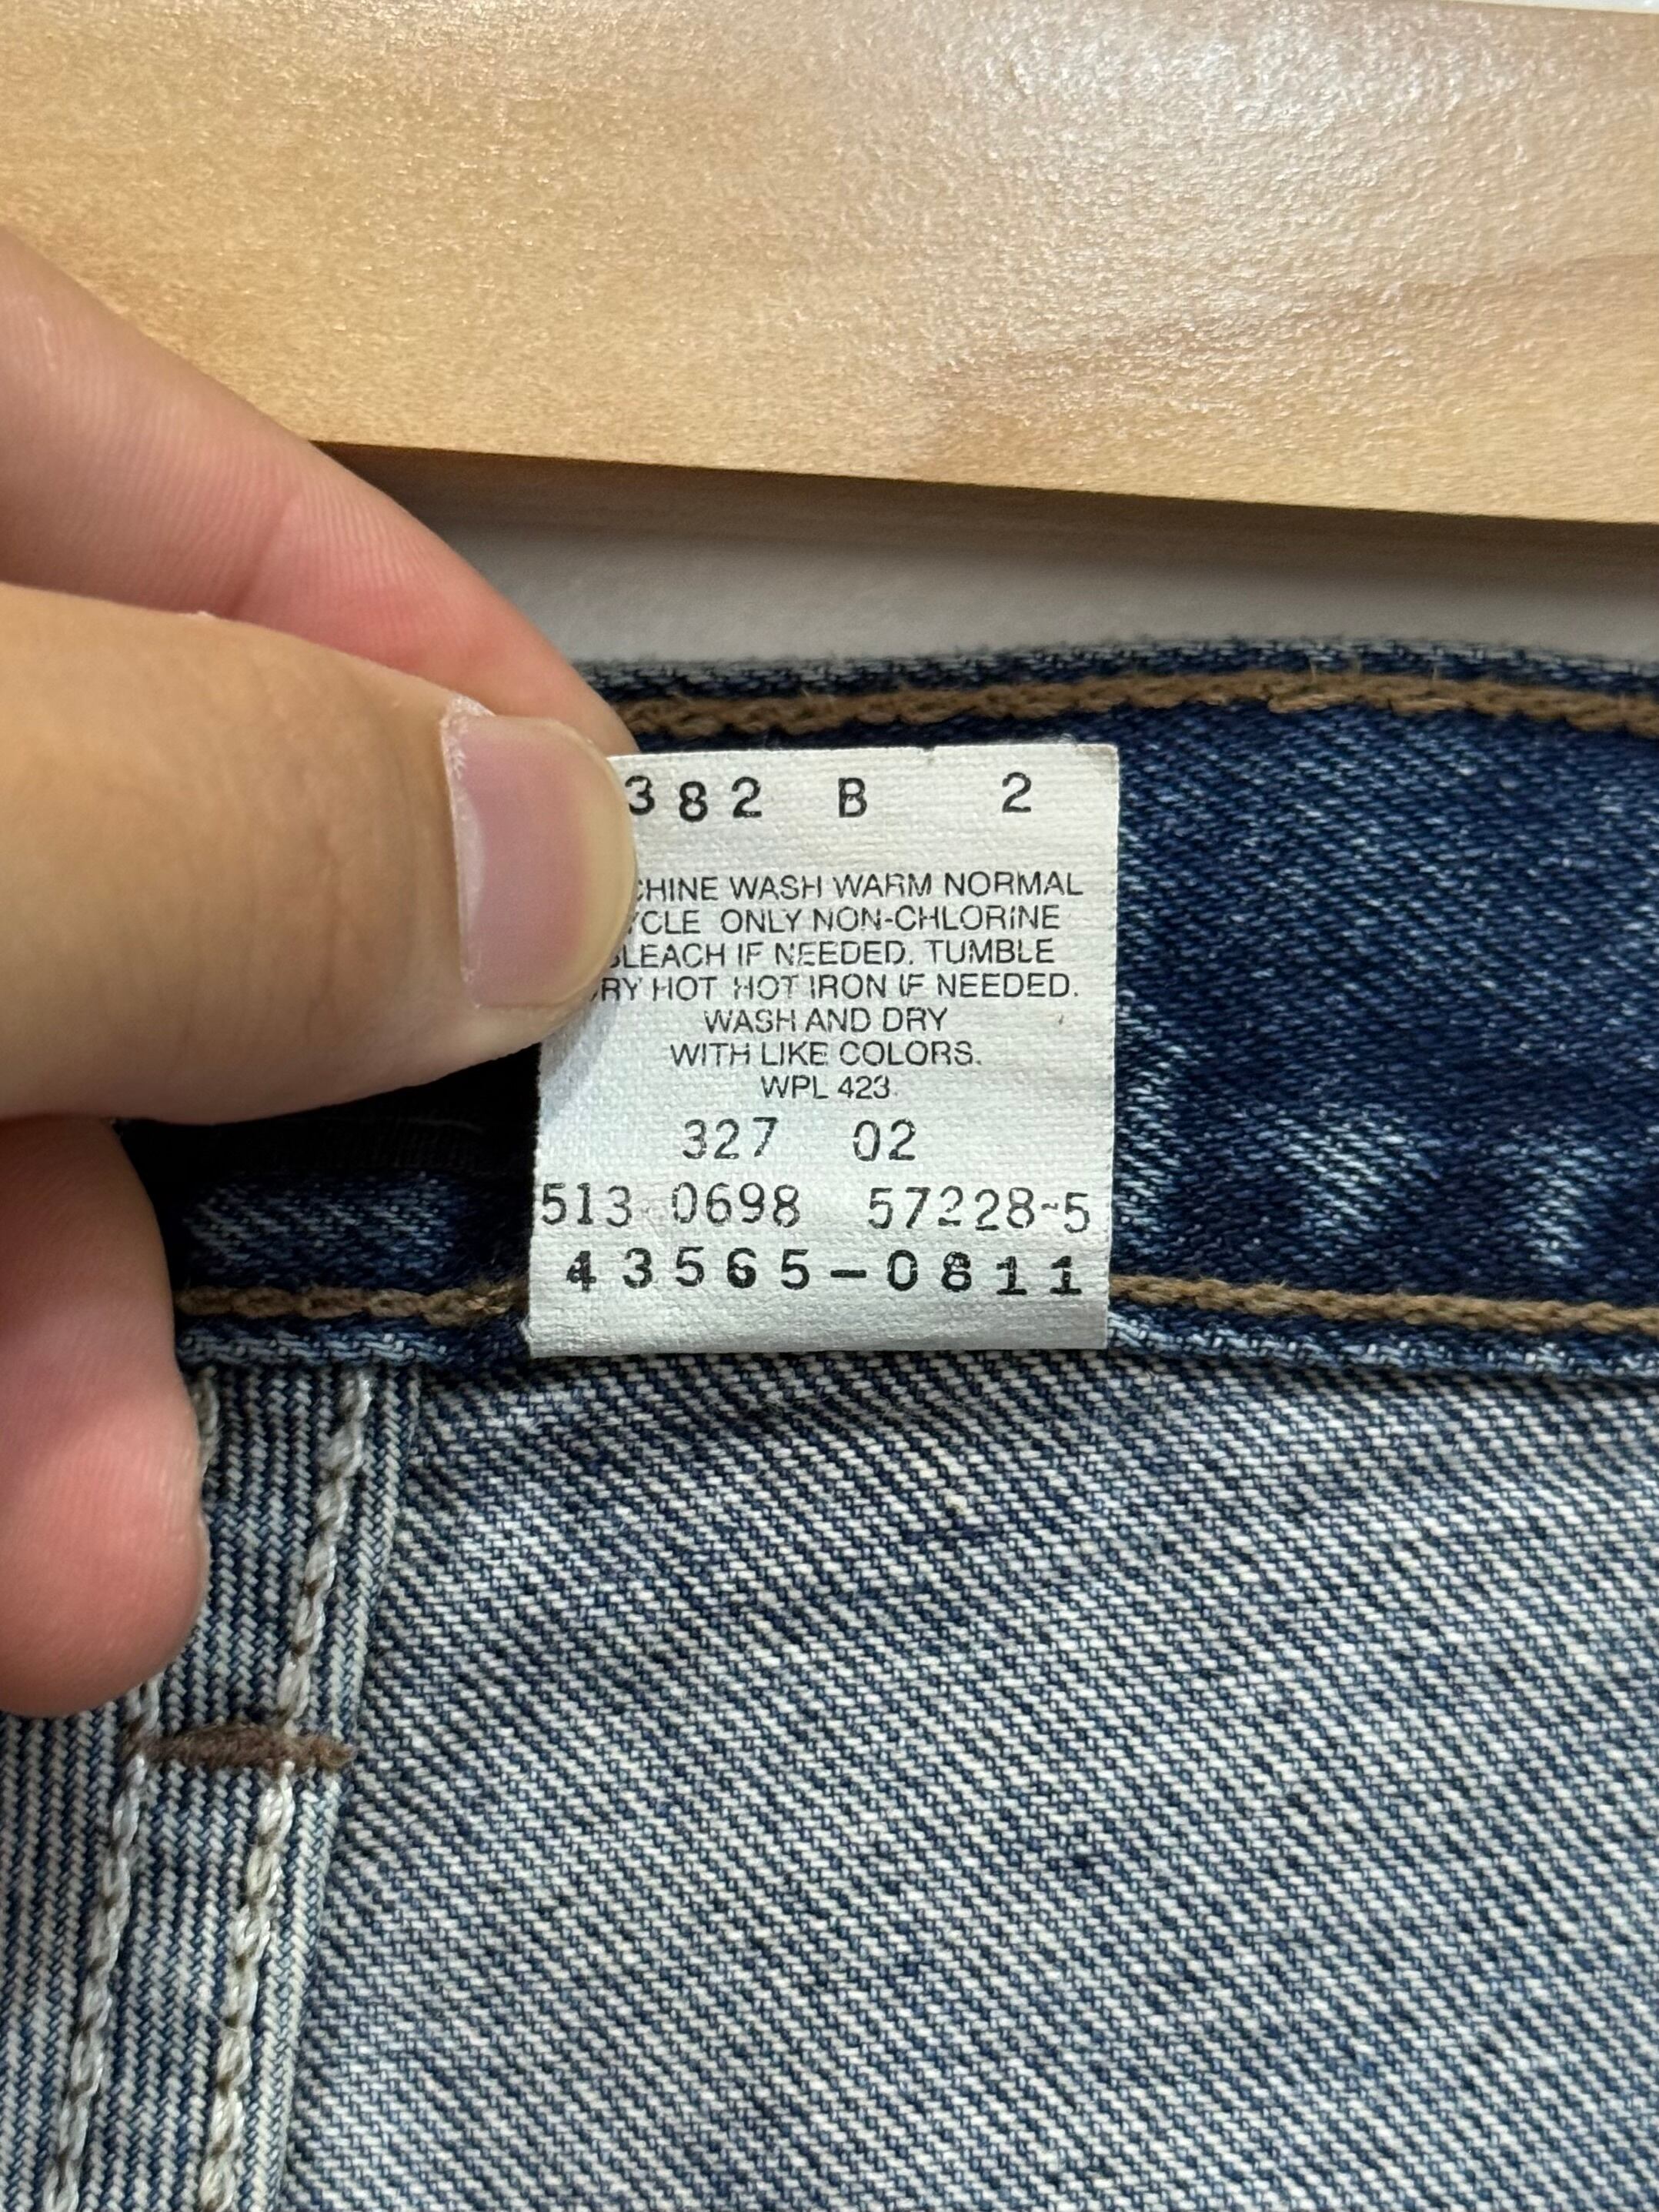 382 B 2
CHINE WASH WARM NORMAL
YCLE ONLY NON-CHLORINE
BLEACH IF NEEDED. TUMBLE
RY HOT HOT IRON IF NEEDED.
WASH AND DRY
WITH LIKE COLORS.
WPL 423
327 02
513 0698 57228-5
43565-0811